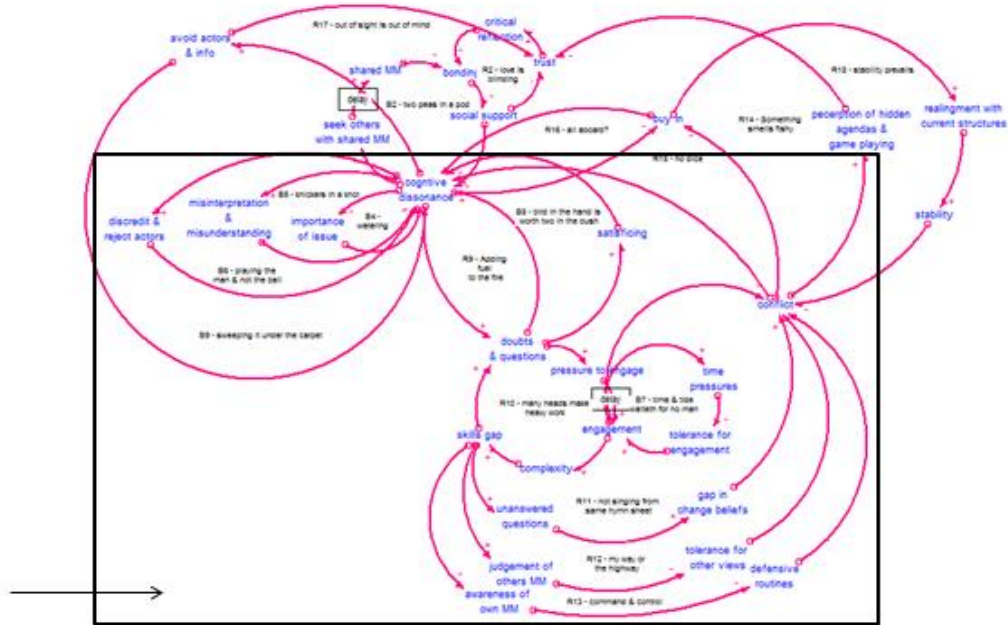 R17 - out of sight is out of mind
critical
reflection
avoid actors
& info
trust
shared MM
bonding
R2 - love is
blinding
R18 - stability prevails
delay
B2 - two peas in a pod
social support
seek others
with shared MM
R16 - all aboard?
buy in
R14 - Something
smells fishy
perception of hidden
agendas &
game playing
realingment with
current structures
R15 - no dice
cogntive
dissonance
misinterpretation
&
misunderstanding
B5 - knickers in a knot
discredit &
reject actors
importance
of issue
B4 -
watering
B8 - bird in the hand is
worth two in the bush
satisficing
stability
B6 - playing the
man & not the ball
R9 - Adding
fuel
to the fire
conflict
B9 - sweeping it under the carpet
doubts
& questions
pressure to engage
time
pressures
R10 - many heads make
heavy work
delay
B7 - time & tide
waiteth for no man
skills gap
engagement
tolerance for
engagement
complexity
unanswered
questions
R11 - not singing from
same hymn sheet
gap in
change beliefs
judgement of
others MM
R12 - my way or
the highway
tolerance for
other views
defensive
routines
awareness of
own MM
R13 - command & control